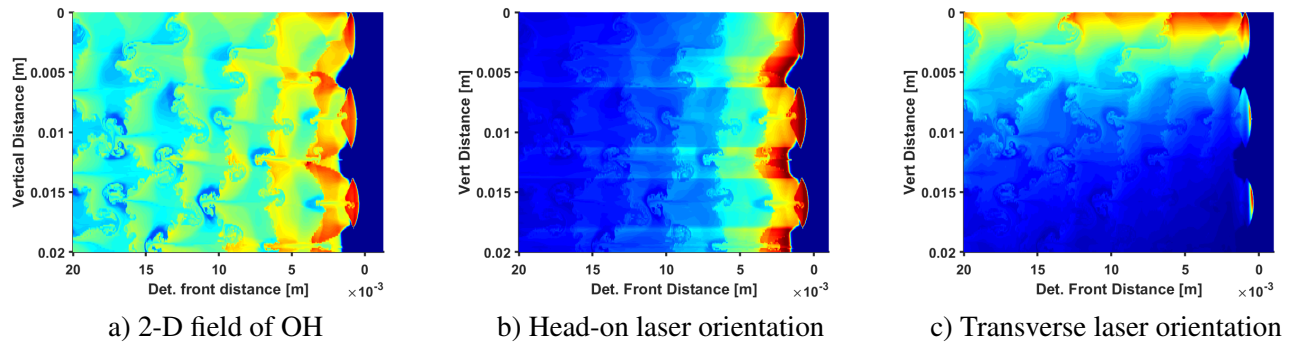 0
0.005
0.01
0.015
0.02
Vertical Distance [m]
20 15 10 5 0
Det. front distance [m] ×10⁻³
a) 2-D field of OH
0
0.005
0.01
0.015
0.02
Vert Distance [m]
20 15 10 5 0
Det. Front Distance [m] ×10⁻³
b) Head-on laser orientation
0
0.005
0.01
0.015
0.02
Vert Distance [m]
20 15 10 5 0
Det. Front Distance [m] ×10⁻³
c) Transverse laser orientation